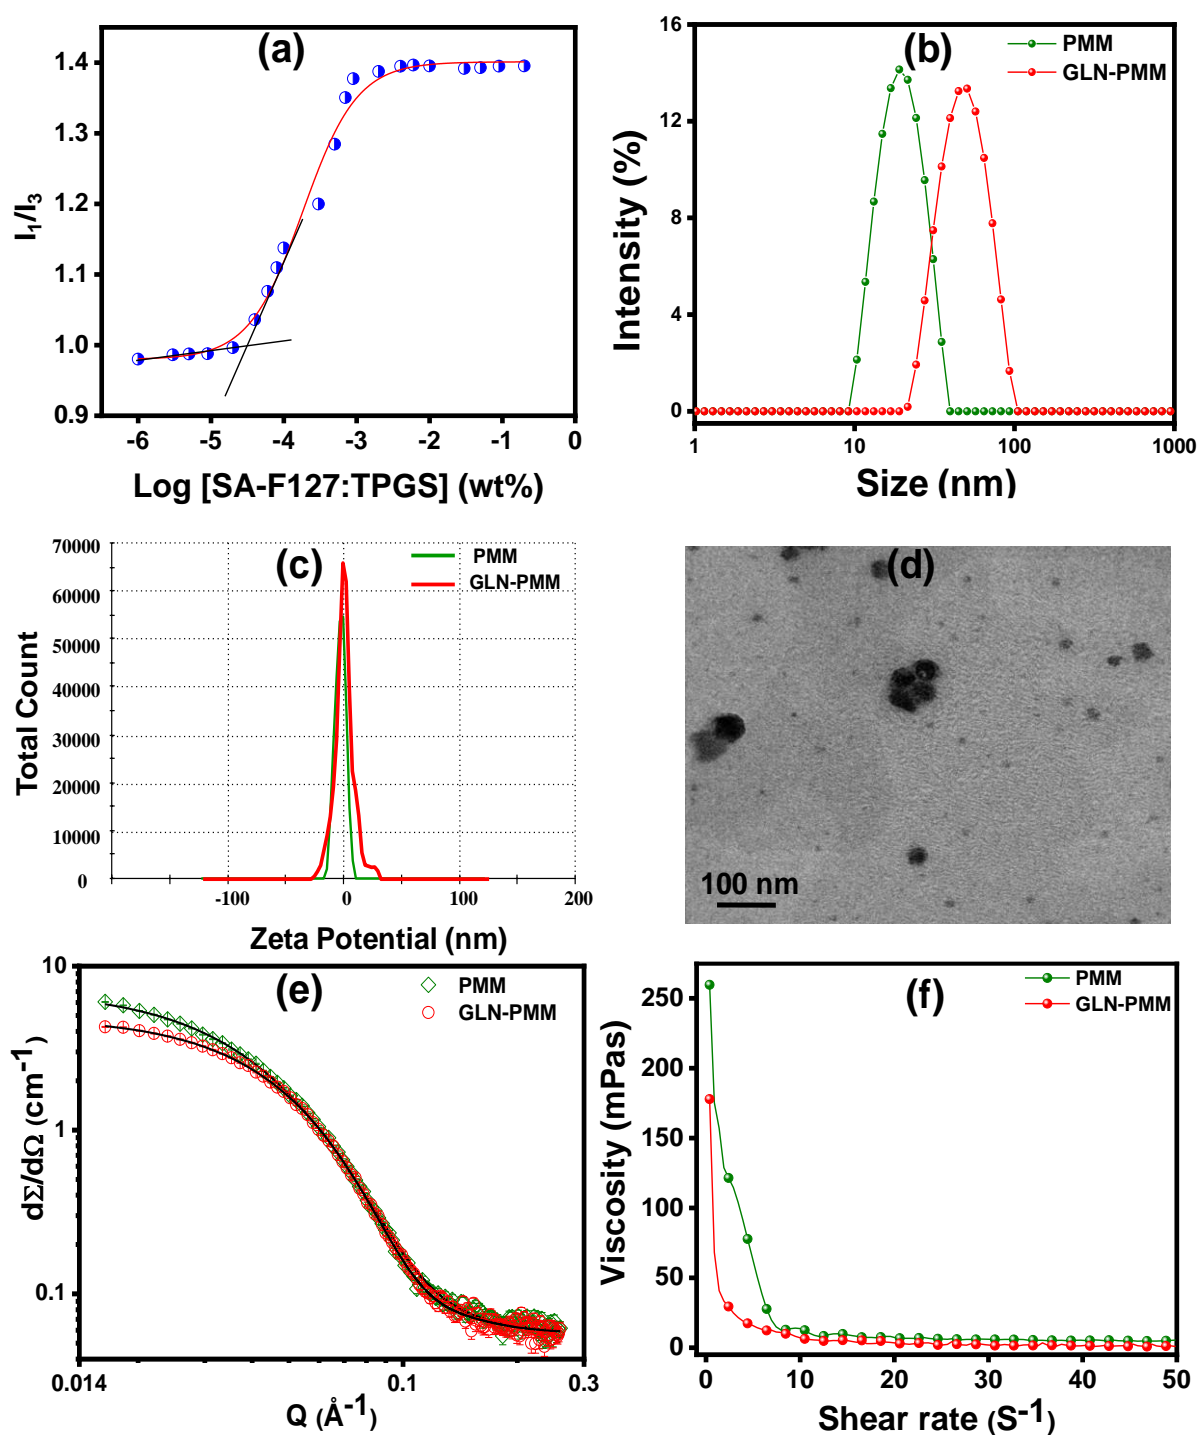 (a)
1.4
1.3
1.2
1.1
1.0
0.9
I1/I3
-6 -5 -4 -3 -2 -1 0
Log [SA-F127:TPGS] (wt%)
(b)
PMM
GLN-PMM
16
12
8
4
0
Intensity (%)
1 10 100 1000
Size (nm)
(c)
PMM
GLN-PMM
70000
60000
50000
40000
30000
20000
10000
0
Total Count
-100 0 100 200
Zeta Potential (nm)
(d)
100 nm
(e)
PMM
GLN-PMM
10
1
0.1
dΣ/dΩ (cm-1)
0.014 0.1 0.3
Q (Å-1)
(f)
PMM
GLN-PMM
250
200
150
100
50
0
Viscosity (mPas)
0 10 20 30 40 50
Shear rate (S-1)